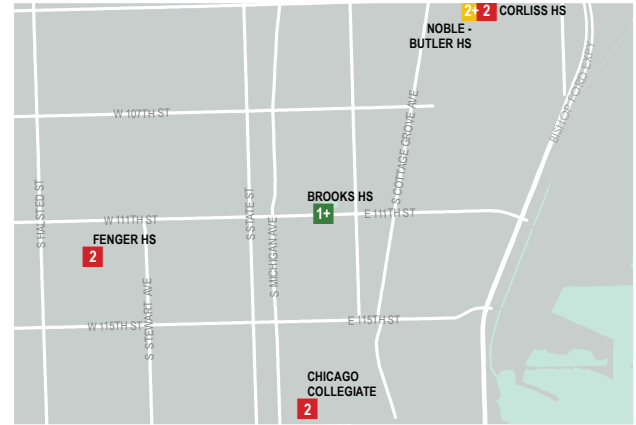 2+ 2 CORLISS HS
NOBLE -
BUTLER HS
BISHOP FORD EXPY
W 107TH ST
S COTTAGE GROVE AVE
S HALSTED ST
S STATE ST
S MICHIGAN AVE
BROOKS HS
1+
E 111TH ST
W 111TH ST
FENGER HS
2
S STEWART AVE
W 115TH ST
E 115TH ST
CHICAGO
COLLEGIATE
2